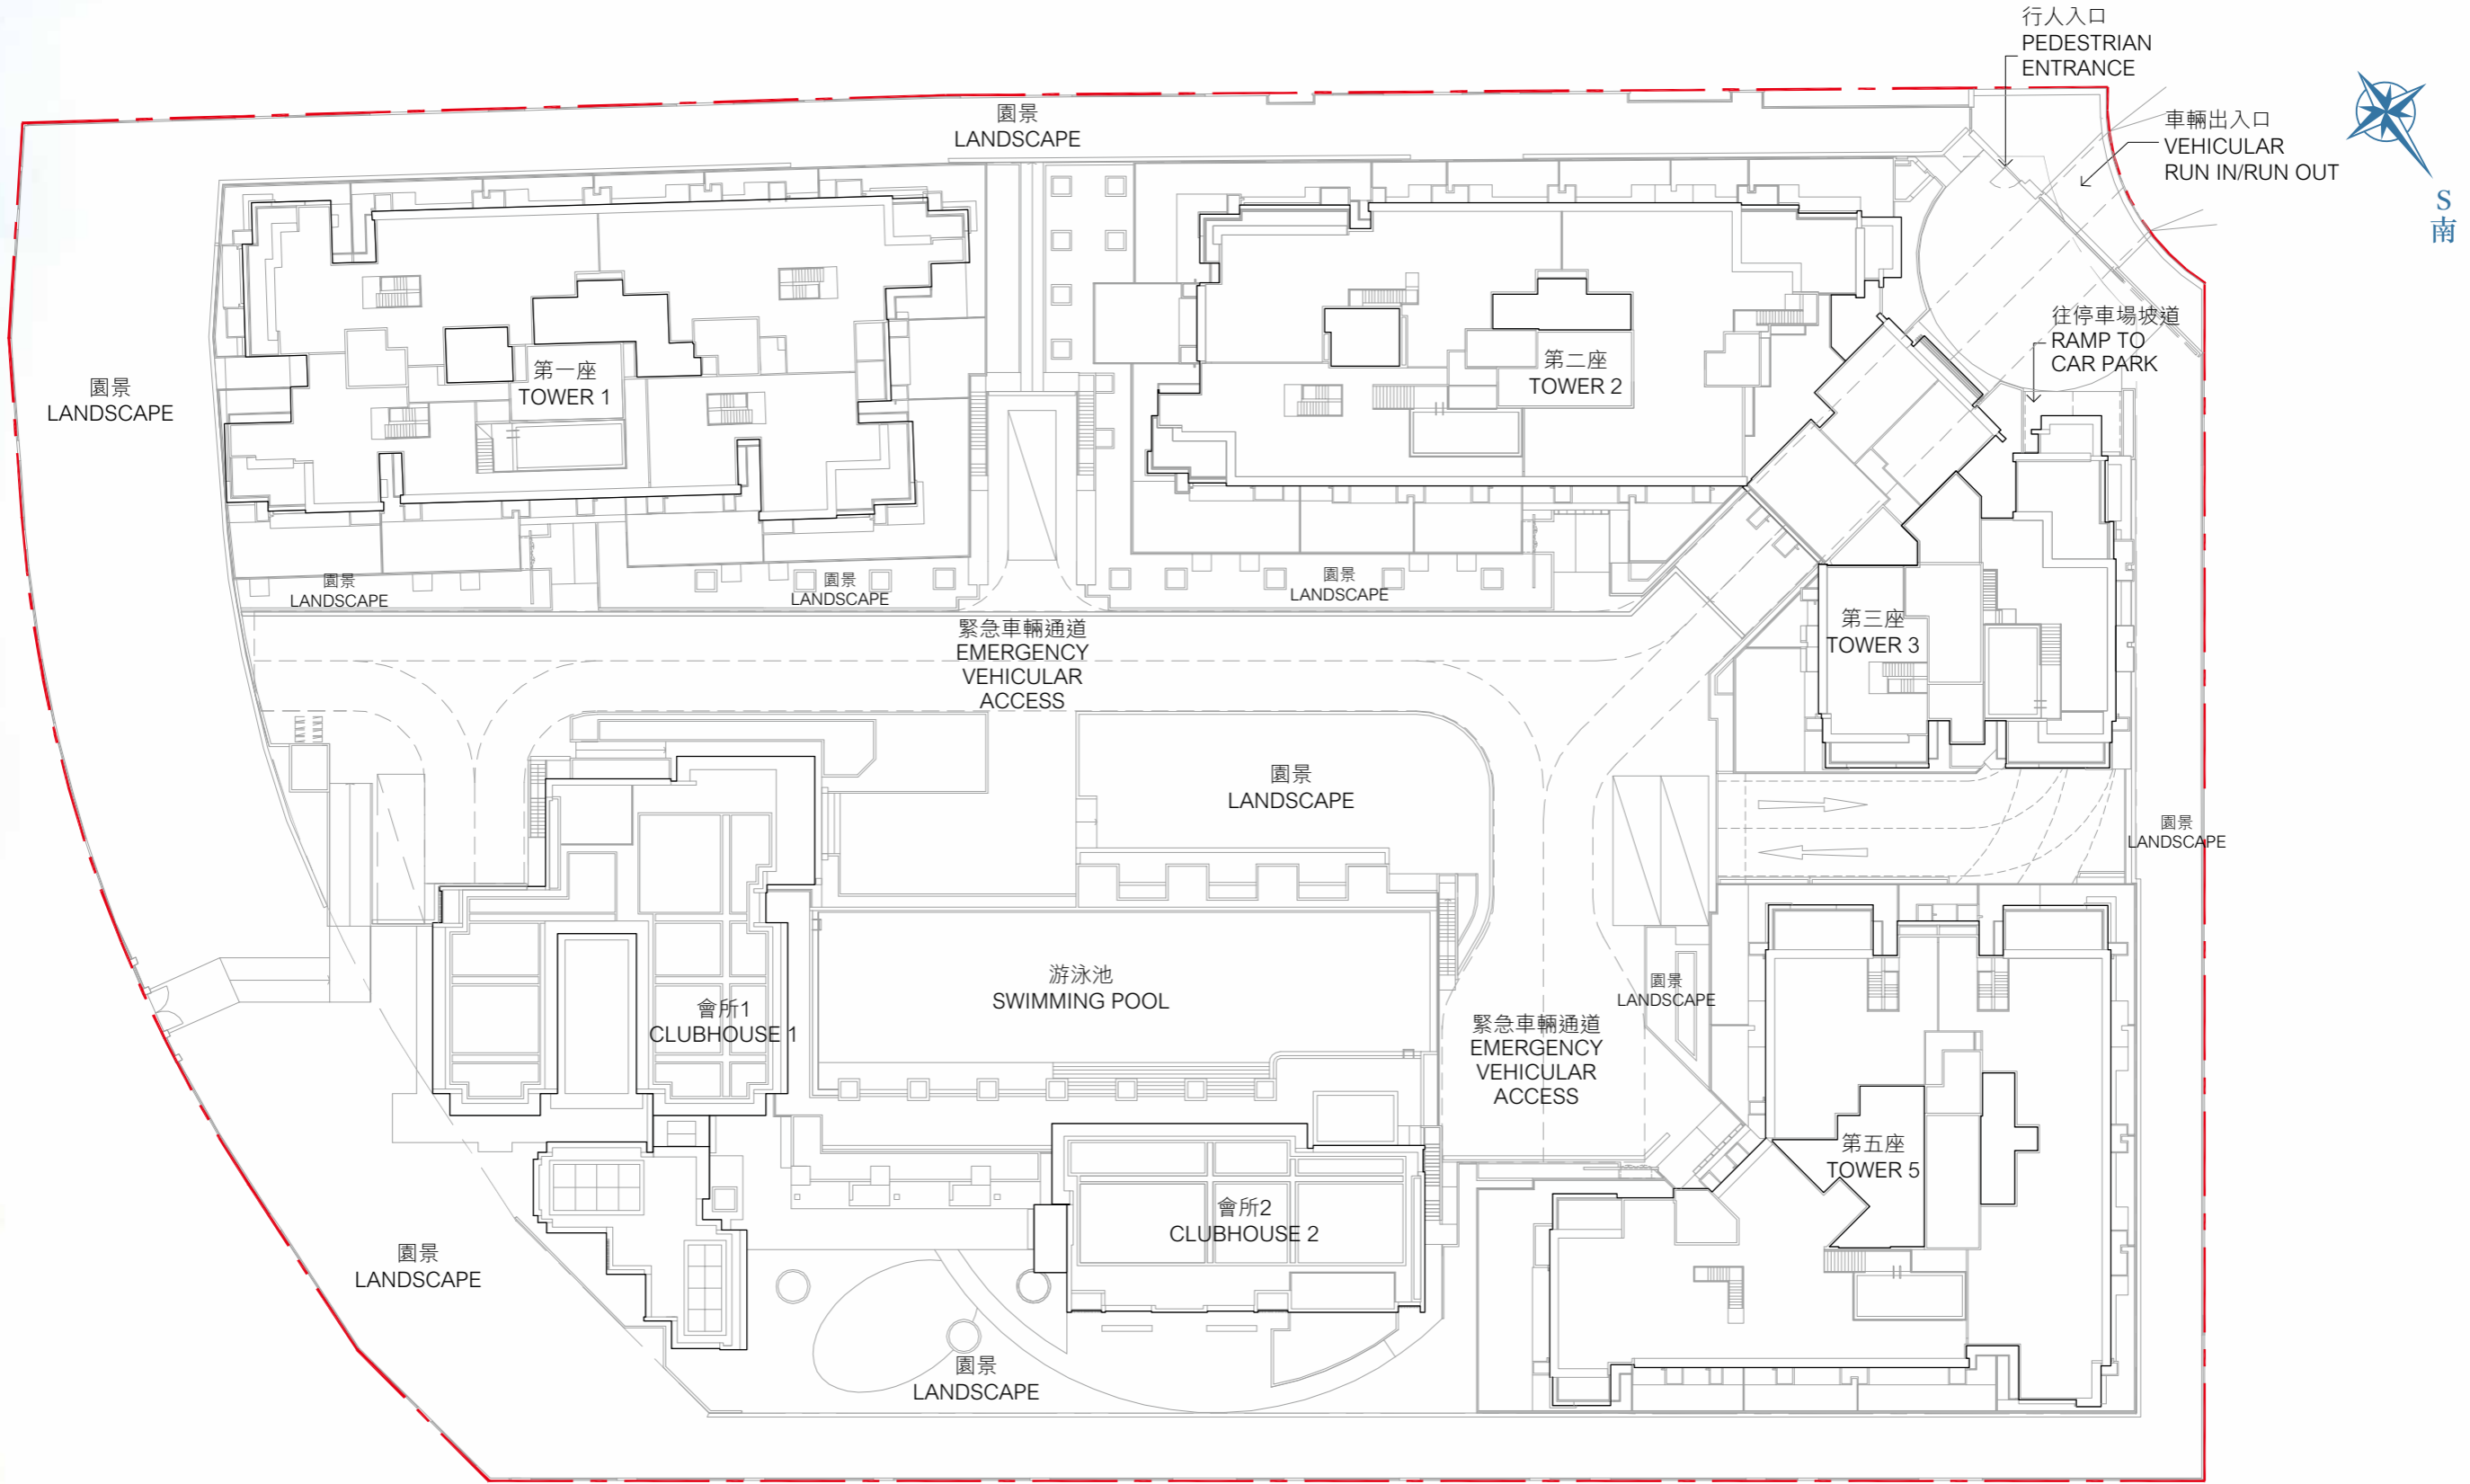 行人入口
PEDESTRIAN
ENTRANCE
車輛出入口
VEHICULAR
RUN IN/RUN OUT
S
南
園景
LANDSCAPE
往停車場坡道
RAMP TO
CAR PARK
園景
LANDSCAPE
第一座
TOWER 1
第二座
TOWER 2
園景
LANDSCAPE
園景
LANDSCAPE
園景
LANDSCAPE
第三座
TOWER 3
緊急車輛通道
EMERGENCY
VEHICULAR
ACCESS
園景
LANDSCAPE
園景
LANDSCAPE
游泳池
SWIMMING POOL
園景
LANDSCAPE
會所1
CLUBHOUSE 1
緊急車輛通道
EMERGENCY
VEHICULAR
ACCESS
第五座
TOWER 5
會所2
CLUBHOUSE 2
園景
LANDSCAPE
園景
LANDSCAPE